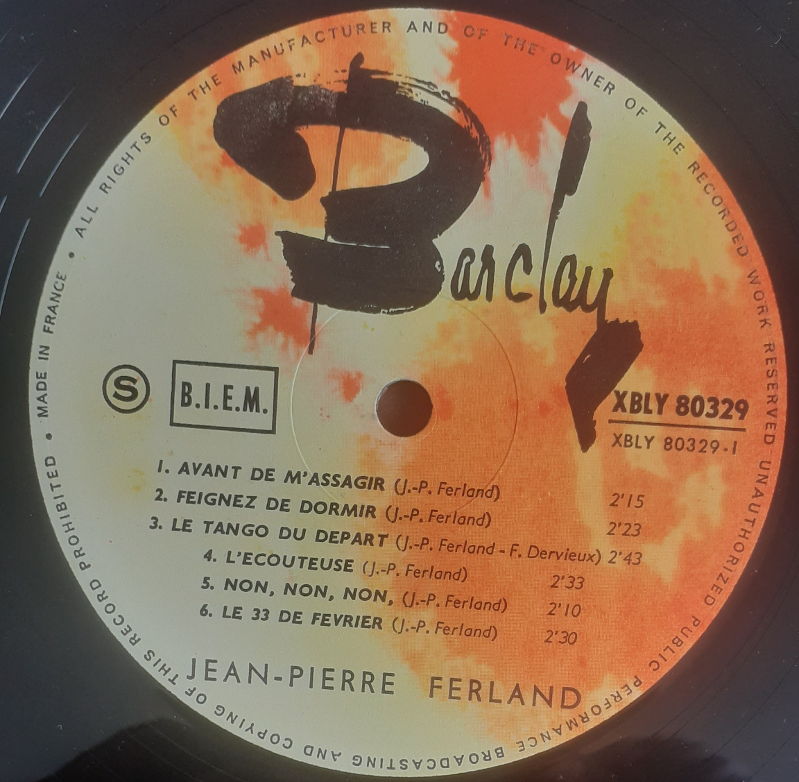 MADE IN FRANCE • ALL RIGHTS OF THE MANUFACTURER AND OF THE OWNER OF THE RECORDED WORK RESERVED UNAUTHORIZED PUBLIC PERFORMANCE BROADCASTING AND COPYING OF THIS RECORD PROHIBITED •
Barclay
S
B.I.E.M.
XBLY 80329
XBLY 80329-1
1. AVANT DE M'ASSAGIR (J.-P. Ferland) 2'15
2. FEIGNEZ DE DORMIR (J.-P. Ferland) 2'23
3. LE TANGO DU DEPART (J.-P. Ferland - F. Dervieux) 2'43
4. L'ECOUTEUSE (J.-P. Ferland) 2'33
5. NON, NON, NON, (J.-P. Ferland) 2'10
6. LE 33 DE FEVRIER (J.-P. Ferland) 2'30
JEAN-PIERRE FERLAND